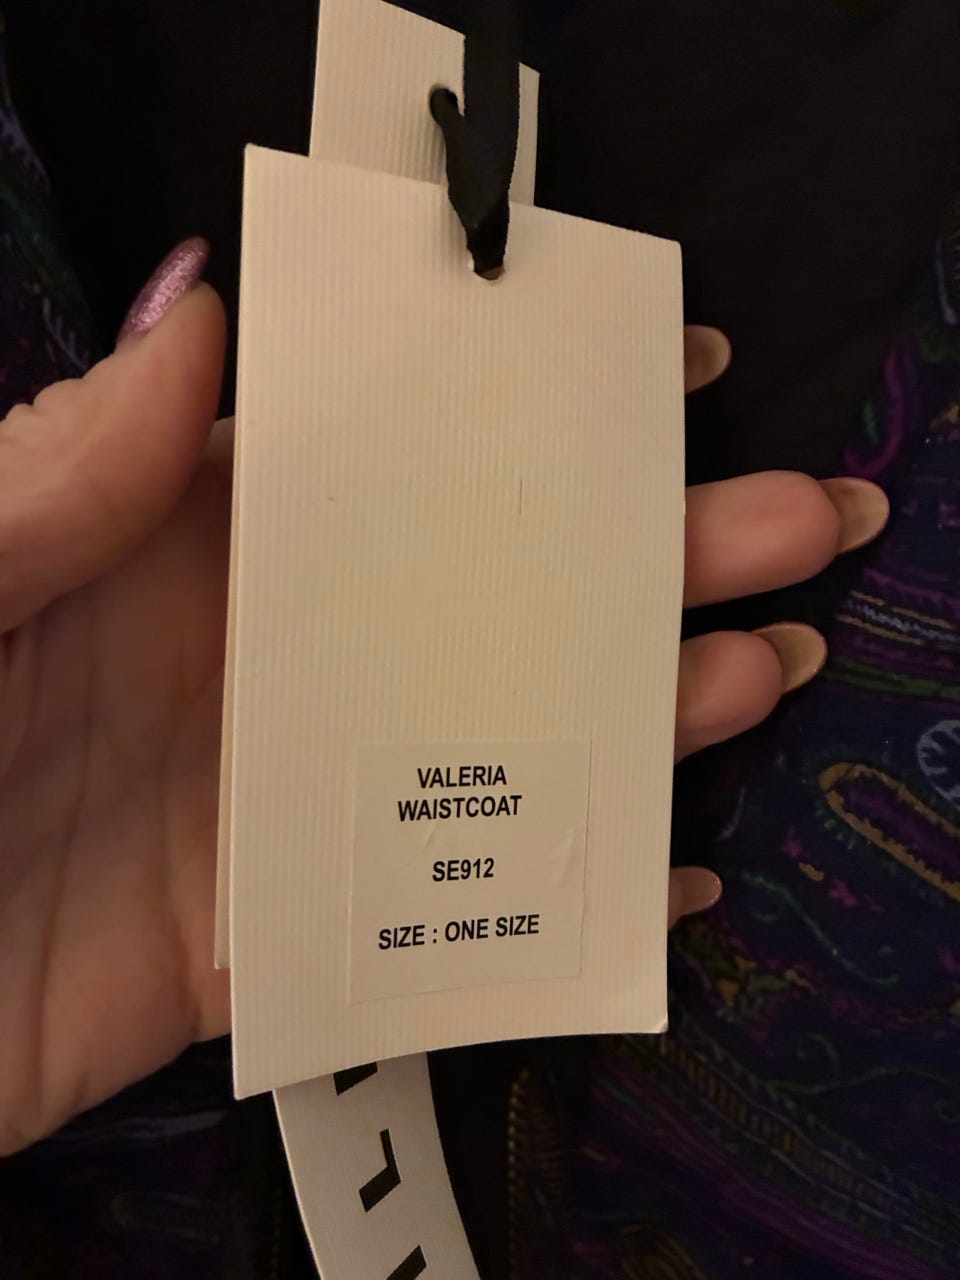 VALERIA
WAISTCOAT
SE912
SIZE : ONE SIZE